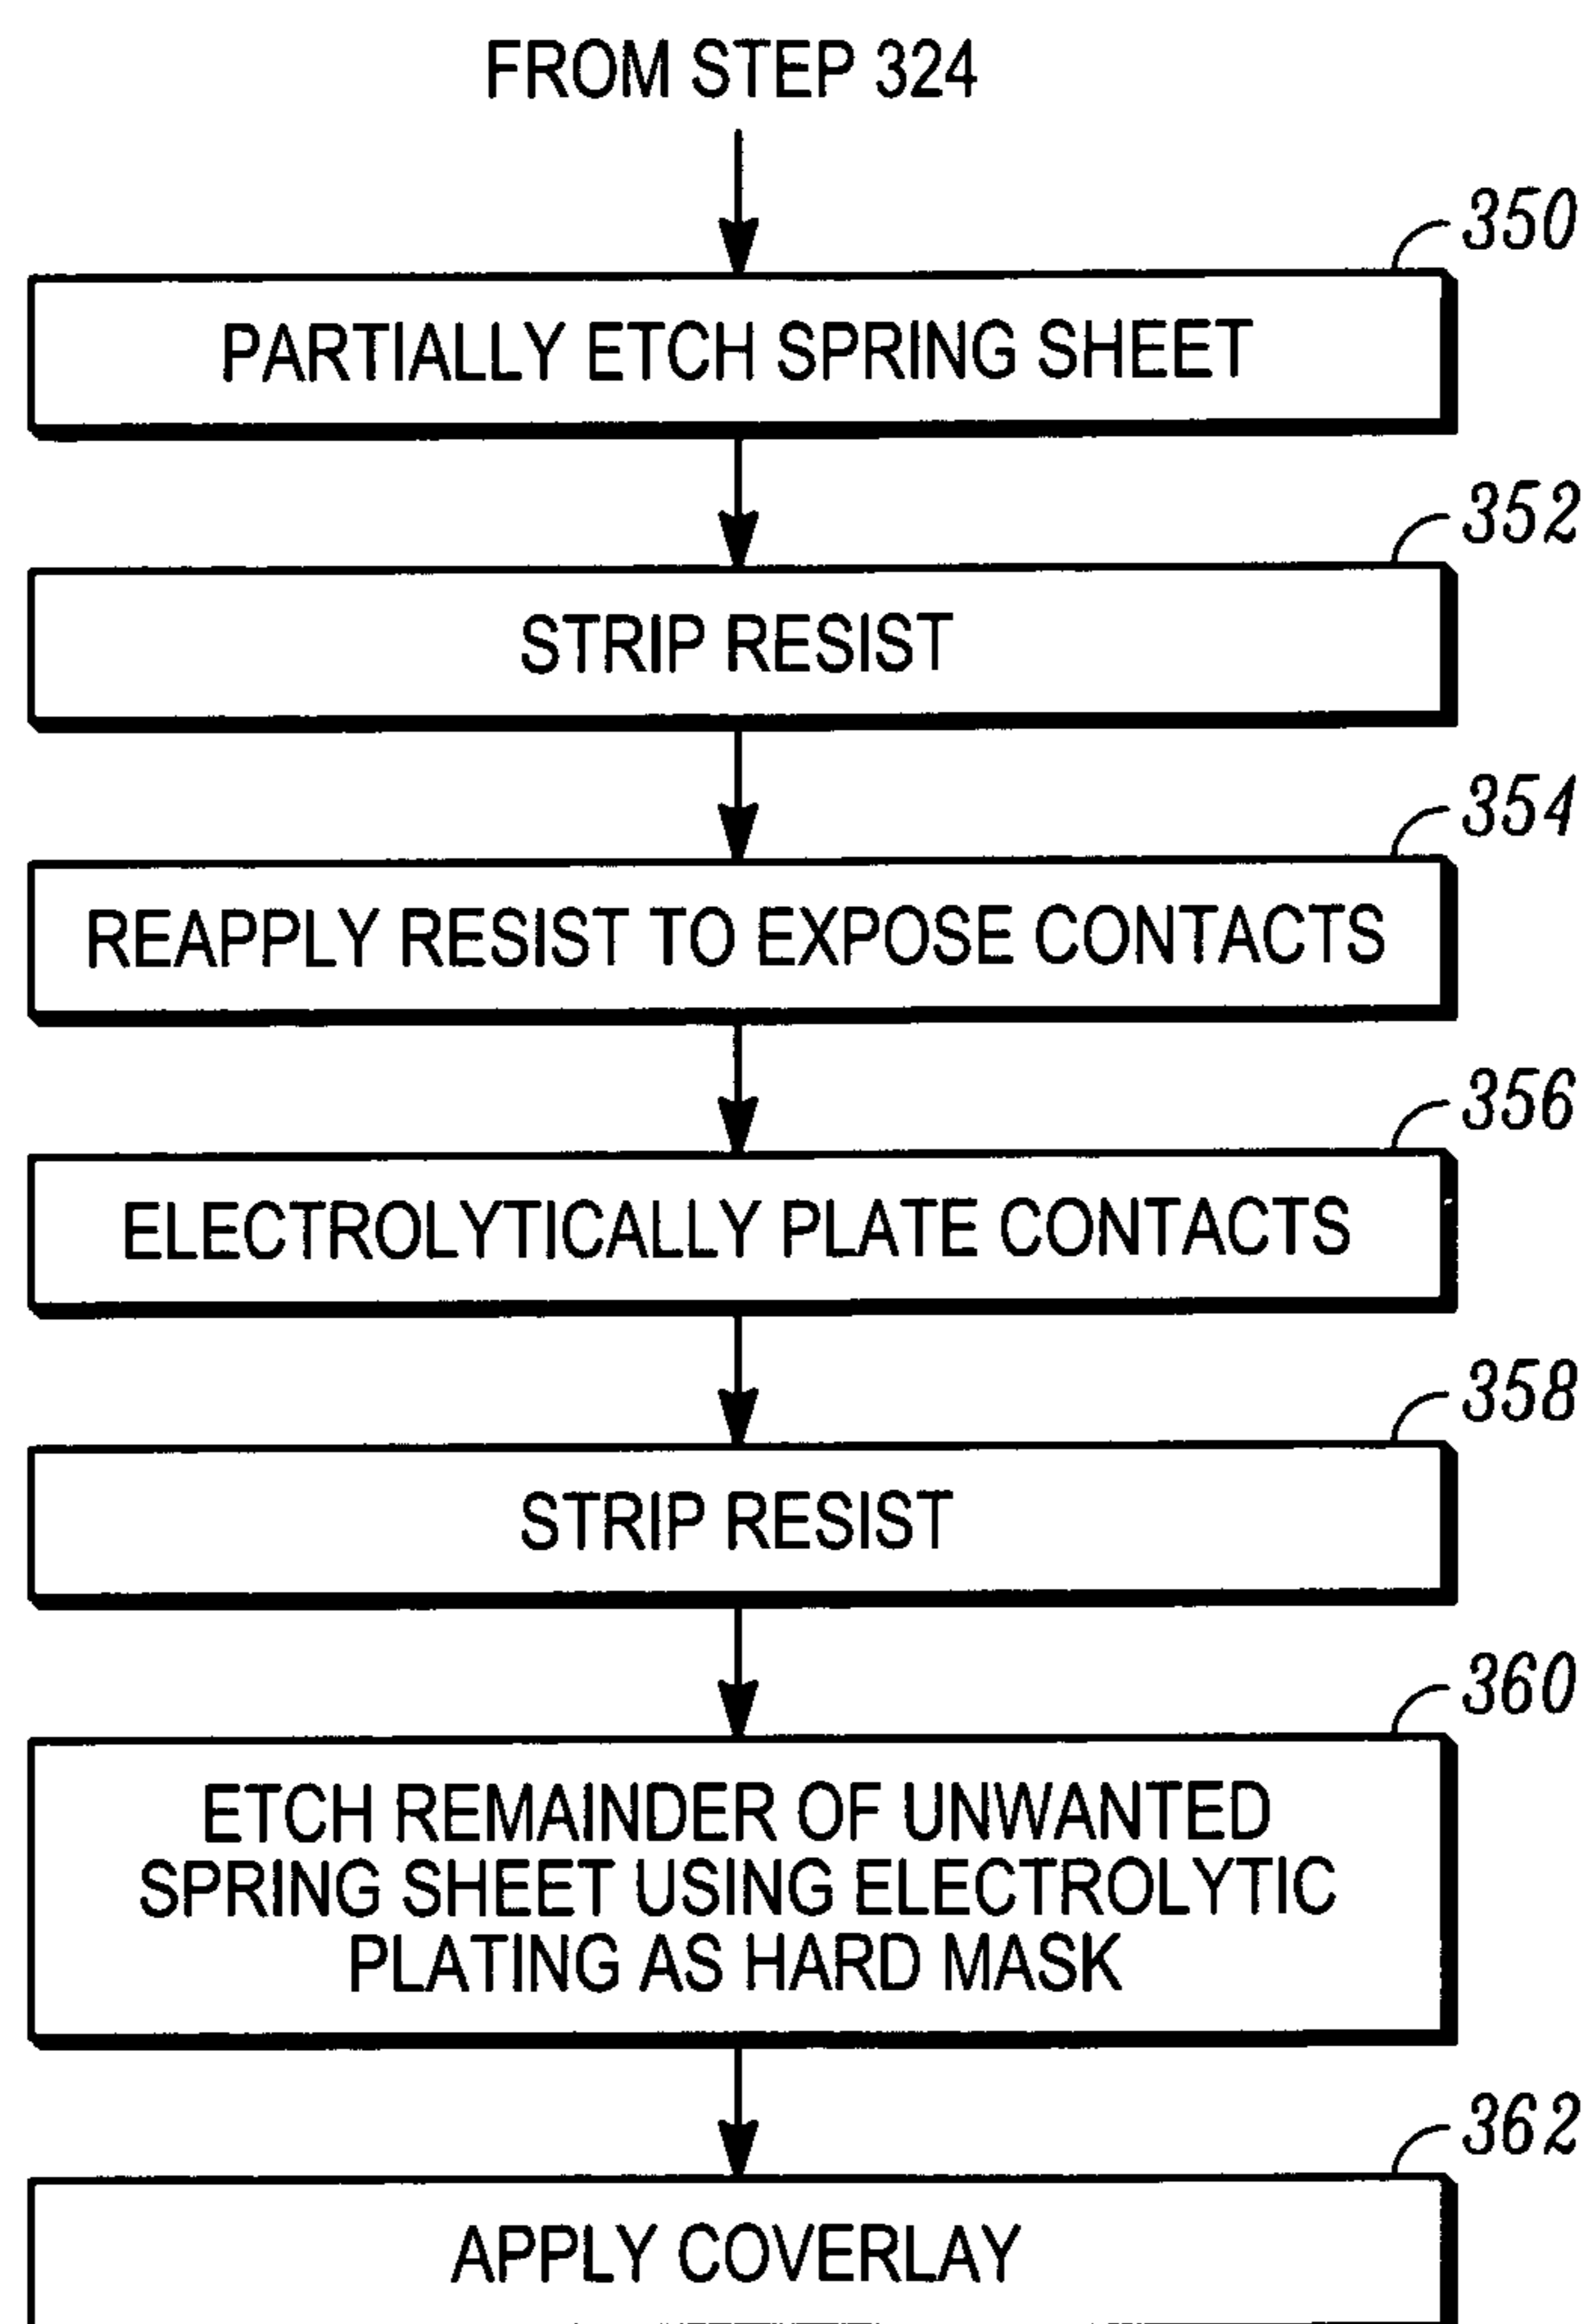 FROM STEP 324
350
PARTIALLY ETCH SPRING SHEET
352
STRIP RESIST
354
REAPPLY RESIST TO EXPOSE CONTACTS
356
ELECTROLYTICALLY PLATE CONTACTS
358
STRIP RESIST
360
ETCH REMAINDER OF UNWANTED
SPRING SHEET USING ELECTROLYTIC
PLATING AS HARD MASK
362
APPLY COVERLAY